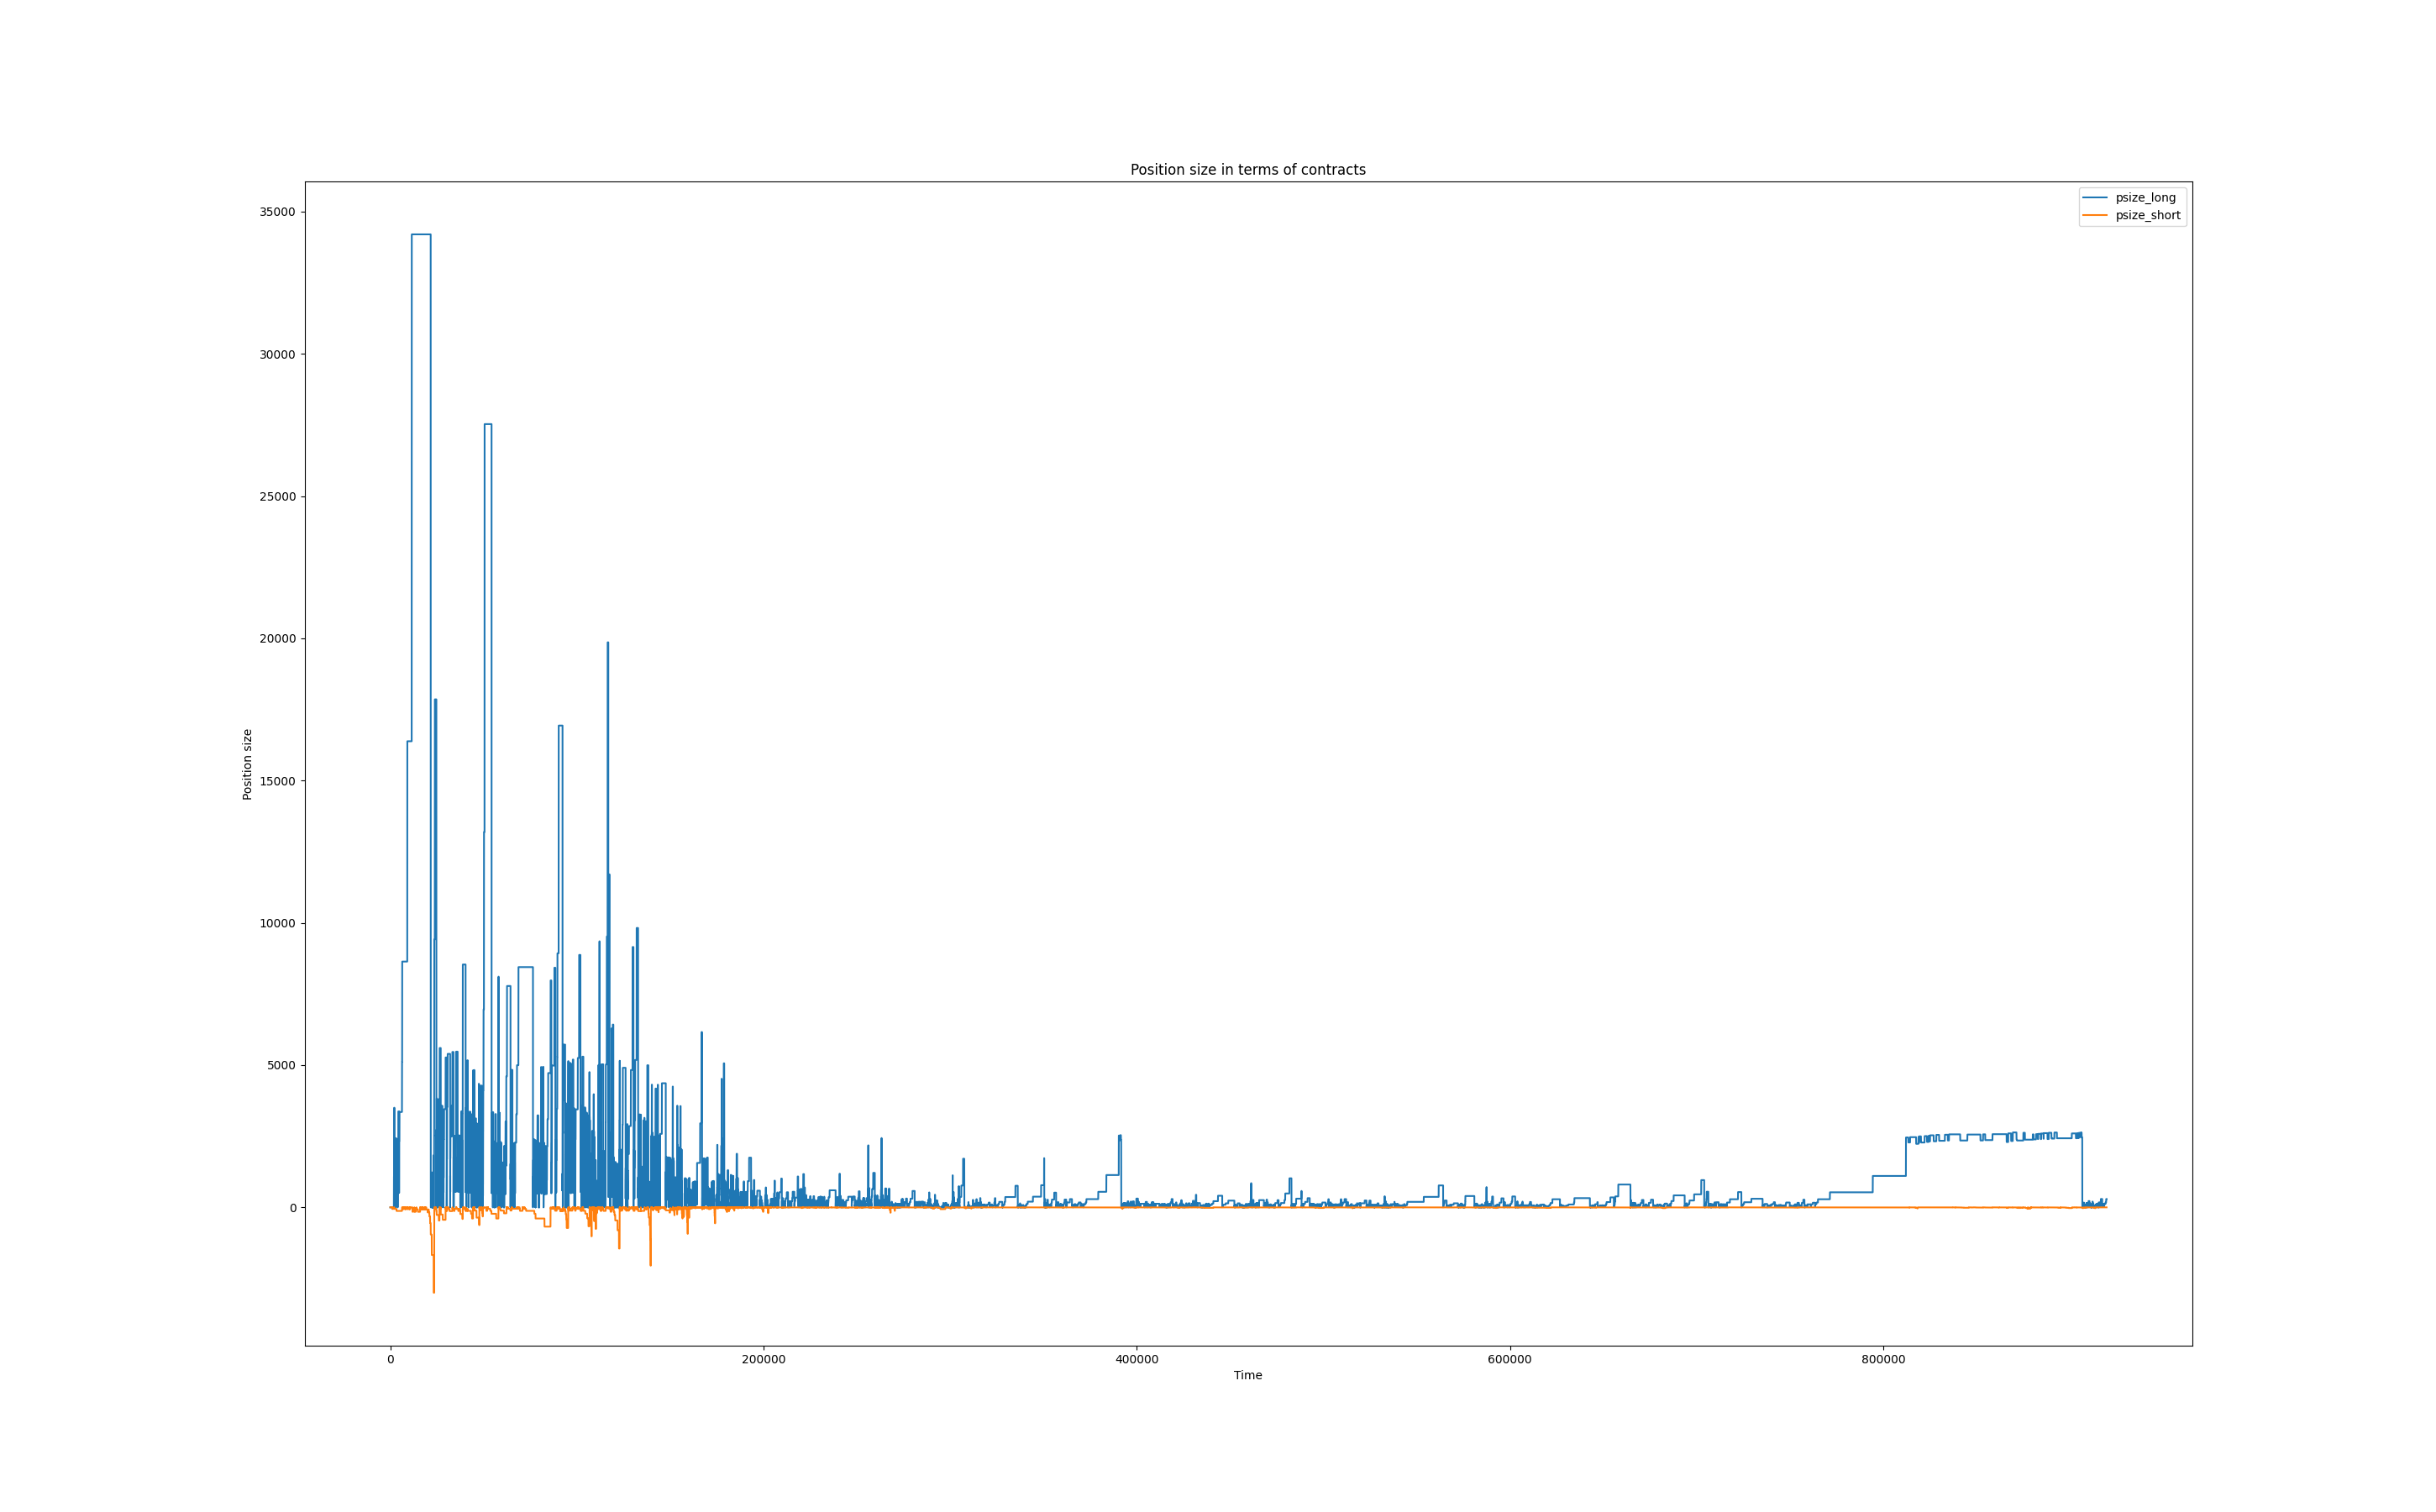 Position size in terms of contracts
psize_long
psize_short
35000
30000
25000
20000
15000
10000
5000
0
Position size
0 200000 400000 600000 800000
Time